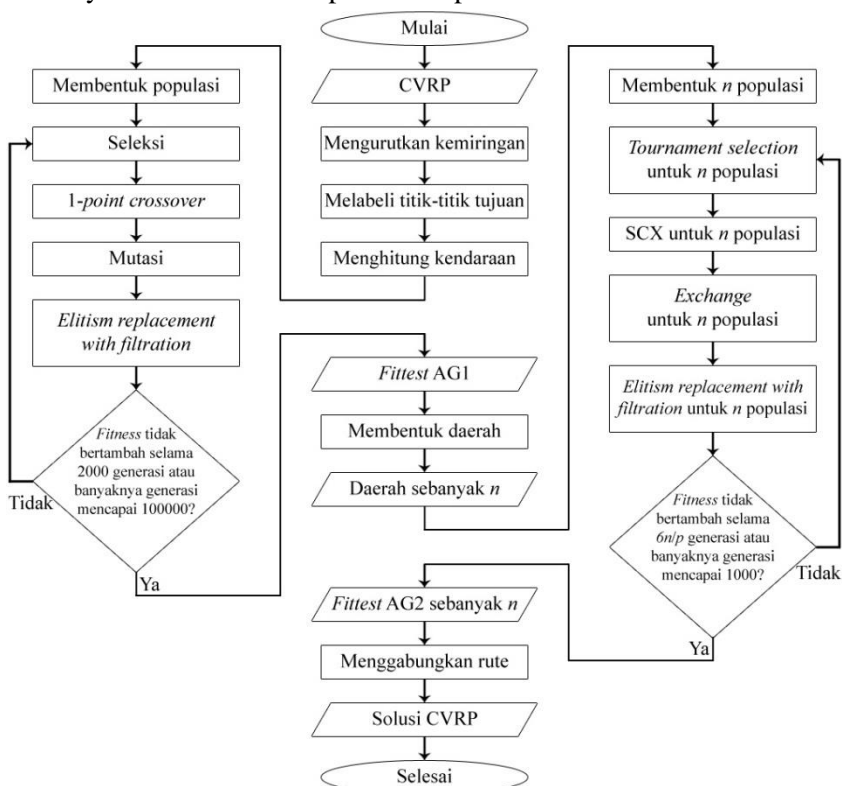 Mulai
CVRP
Mengurutkan kemiringan
Melabeli titik-titik tujuan
Menghitung kendaraan
Membentuk populasi
Seleksi
1-point crossover
Mutasi
Elitism replacement
with filtration
Fitness tidak
bertambah selama
2000 generasi atau
banyaknya generasi
mencapai 100000?
Tidak
Ya
Fittest AG1
Membentuk daerah
Daerah sebanyak n
Membentuk n populasi
Tournament selection
untuk n populasi
SCX untuk n populasi
Exchange
untuk n populasi
Elitism replacement with
filtration untuk n populasi
Fitness tidak
bertambah selama
6n/p generasi atau
banyaknya generasi
mencapai 1000?
Tidak
Ya
Fittest AG2 sebanyak n
Menggabungkan rute
Solusi CVRP
Selesai